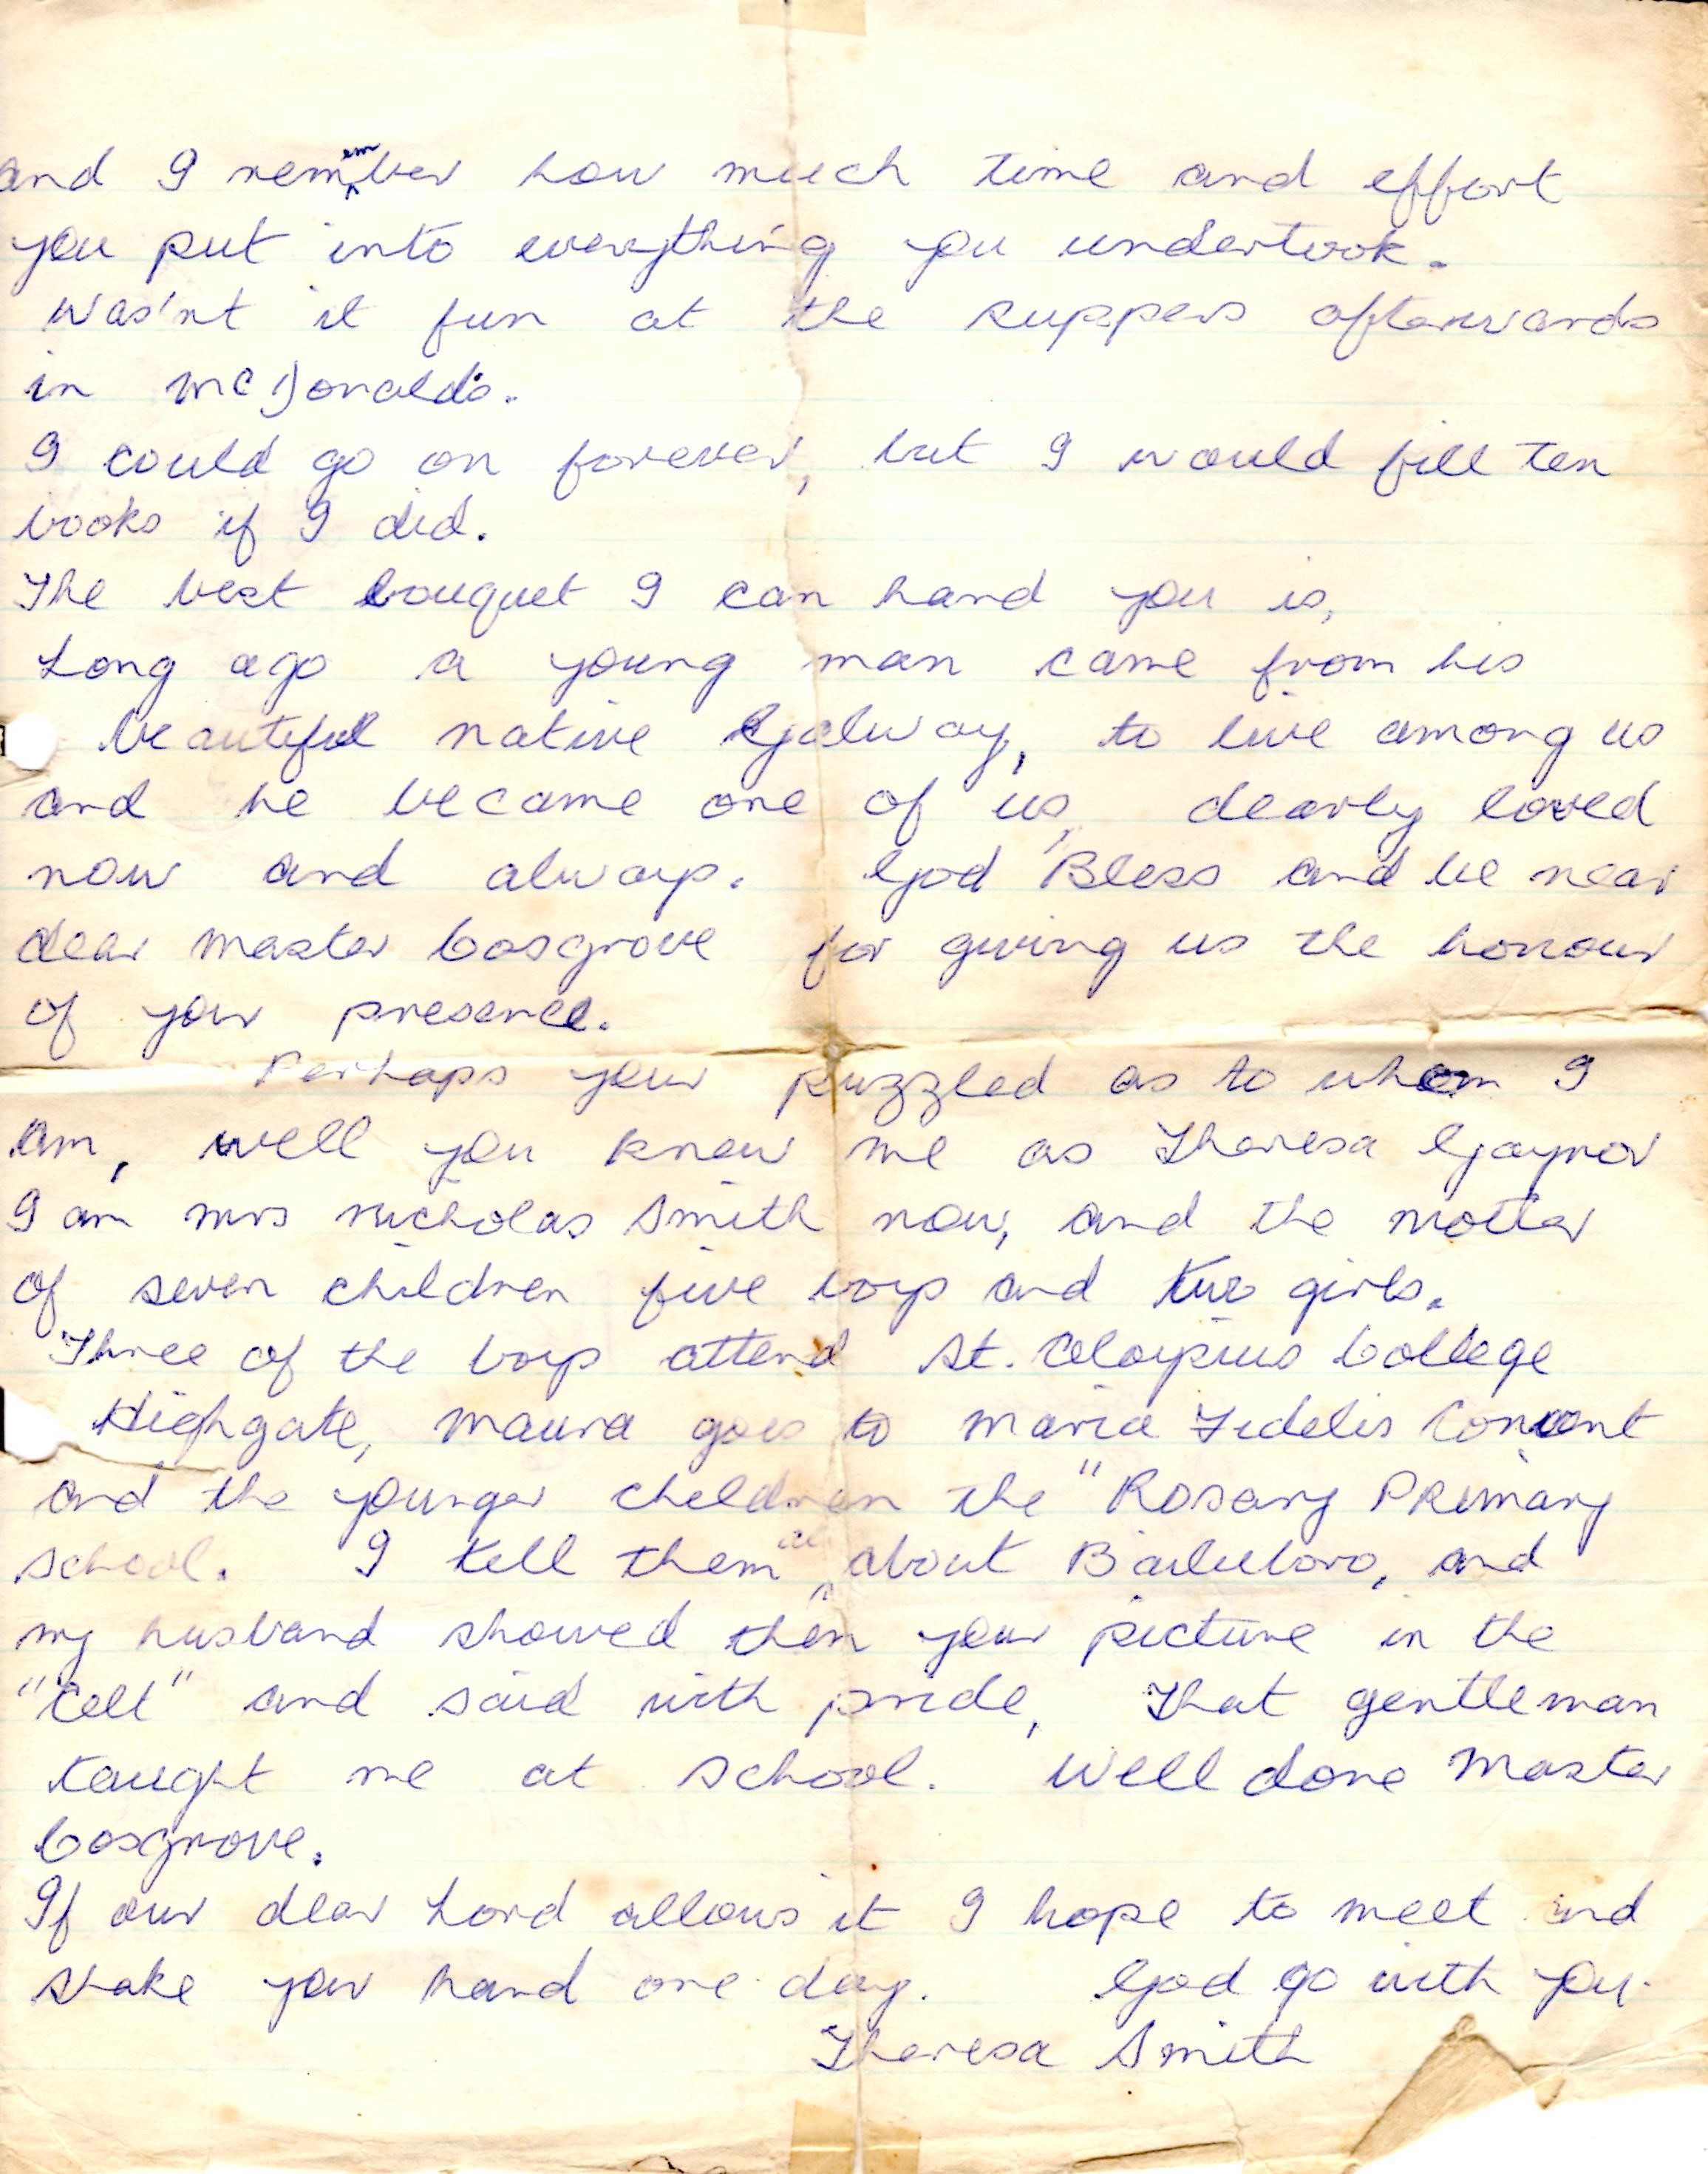 and I remember how much time and effort
you put into everything you undertook.
was'nt it fun at the suppers afterwards
in McDonalds.
I could go on forever, but I would fill ten
books if I did.
The best bouquet I can hand you is,
Long ago a young man came from his
beautiful native Galway, to live among us
and he became one of us, dearly loved
now and always. God Bless and be near
dear Master Cosgrove for giving us the honour
of your presence.
Perhaps your puzzled as to whom I
am, well you knew me as Theresa Gaynor
I am Mrs Nicholas Smith now, and the mother
of seven children five boys and two girls.
Three of the boys attend St. Aloysius College
Highgate, Maura goes to Maria Fidelis Convent
and the younger children the "Rosary Primary
School. I tell them all about Bailieboro, and
my husband showed them your picture in the
"Celt" and said with pride, That gentleman
taught me at School. Well done Master
Cosgrove.
If our dear Lord allows it I hope to meet and
shake your hand one day. God go with you.
Theresa Smith